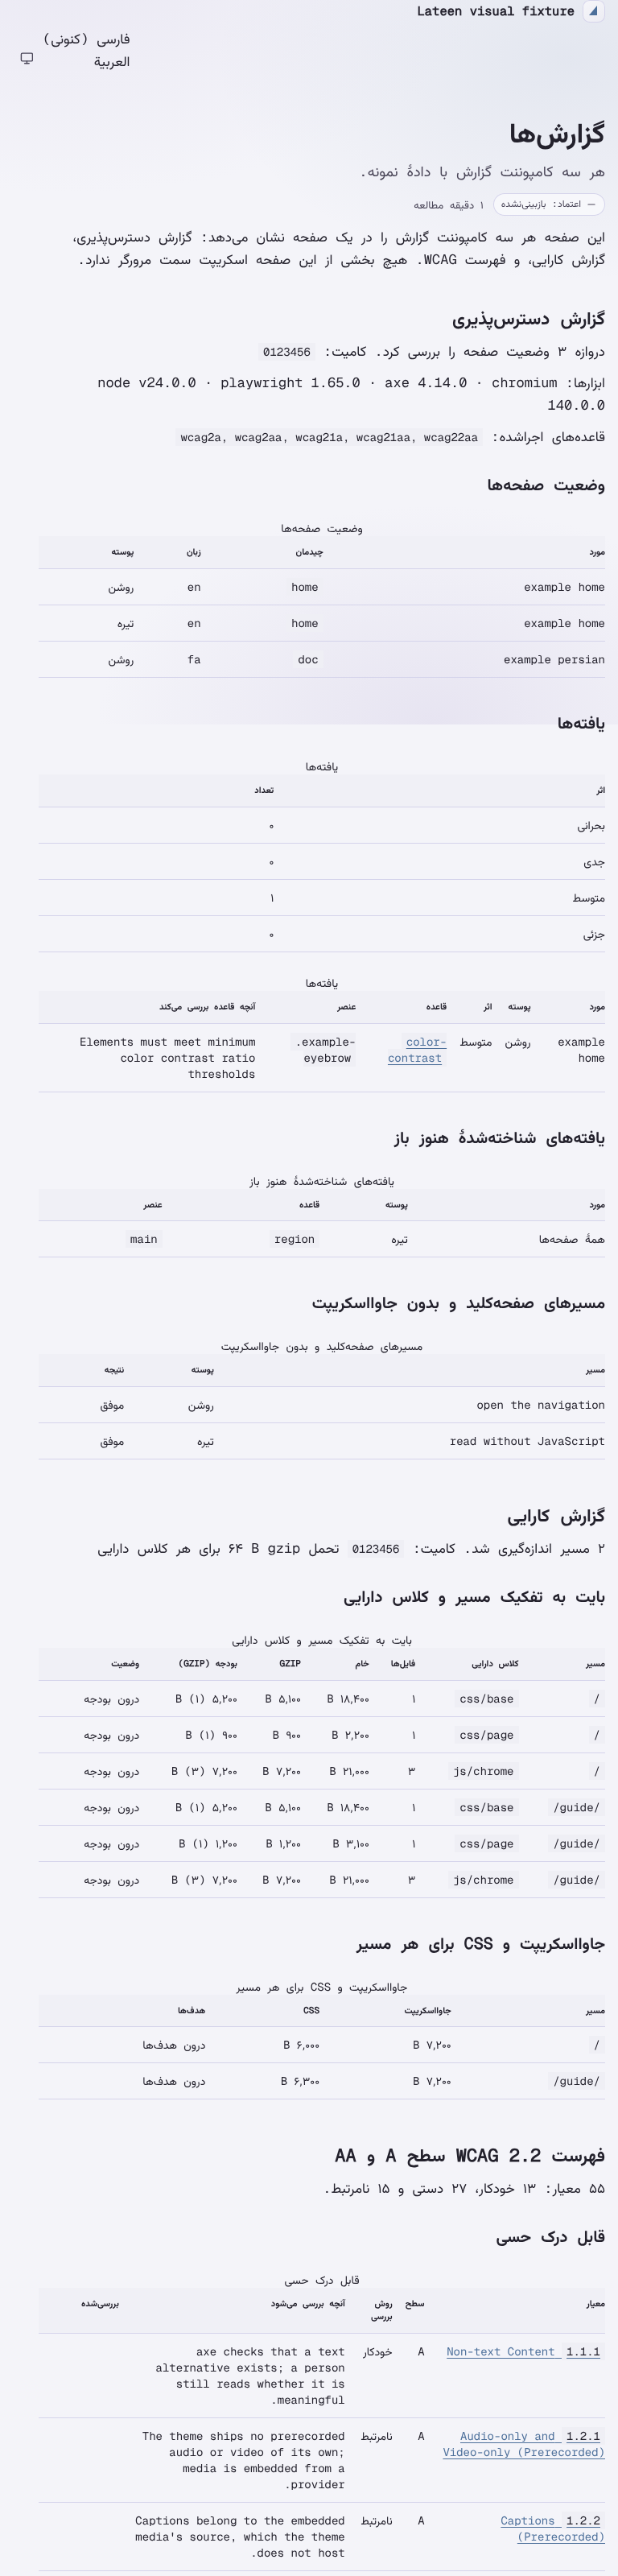 Lateen visual fixture
فارسی (کنونی)
العربية
گزارش‌ها
هر سه کامپوننت گزارش با دادهٔ نمونه.
— اعتماد: بازبینی‌نشده ۱ دقیقه مطالعه
این صفحه هر سه کامپوننت گزارش را در یک صفحه نشان می‌دهد: گزارش دسترس‌پذیری،
گزارش کارایی، و فهرست WCAG. هیچ بخشی از این صفحه اسکریپت سمت مرورگر ندارد.
گزارش دسترس‌پذیری
دروازه ۳ وضعیت صفحه را بررسی کرد. کامیت: 0123456
ابزارها: node v24.0.0 · playwright 1.65.0 · axe 4.14.0 · chromium
140.0.0
قاعده‌های اجراشده: wcag2a, wcag2aa, wcag21a, wcag21aa, wcag22aa
وضعیت صفحه‌ها
وضعیت صفحه‌ها
مورد چیدمان زبان پوسته
example home home en روشن
example home home en تیره
example persian doc fa روشن
یافته‌ها
یافته‌ها
اثر تعداد
بحرانی ۰
جدی ۰
متوسط ۱
جزئی ۰
یافته‌ها
مورد پوسته اثر قاعده عنصر آنچه قاعده بررسی می‌کند
example home روشن متوسط color-contrast .example-eyebrow Elements must meet minimum
color contrast ratio
thresholds
یافته‌های شناخته‌شدهٔ هنوز باز
یافته‌های شناخته‌شدهٔ هنوز باز
مورد پوسته قاعده عنصر
همهٔ صفحه‌ها تیره region main
مسیرهای صفحه‌کلید و بدون جاوااسکریپت
مسیرهای صفحه‌کلید و بدون جاوااسکریپت
مسیر پوسته نتیجه
open the navigation روشن موفق
read without JavaScript تیره موفق
گزارش کارایی
۲ مسیر اندازه‌گیری شد. کامیت: 0123456 تحمل ۶۴ B gzip برای هر کلاس دارایی
بایت به تفکیک مسیر و کلاس دارایی
بایت به تفکیک مسیر و کلاس دارایی
مسیر کلاس دارایی فایل‌ها خام GZIP بودجه (GZIP) وضعیت
/ css/base ۱ ۱۸,۴۰۰ B ۵,۱۰۰ B ۵,۲۰۰ B (۱) درون بودجه
/ css/page ۱ ۲,۲۰۰ B ۹۰۰ B ۹۰۰ B (۱) درون بودجه
/ js/chrome ۳ ۲۱,۰۰۰ B ۷,۲۰۰ B ۷,۲۰۰ B (۳) درون بودجه
/guide/ css/base ۱ ۱۸,۴۰۰ B ۵,۱۰۰ B ۵,۲۰۰ B (۱) درون بودجه
/guide/ css/page ۱ ۳,۱۰۰ B ۱,۲۰۰ B ۱,۲۰۰ B (۱) درون بودجه
/guide/ js/chrome ۳ ۲۱,۰۰۰ B ۷,۲۰۰ B ۷,۲۰۰ B (۳) درون بودجه
جاوااسکریپت و CSS برای هر مسیر
جاوااسکریپت و CSS برای هر مسیر
مسیر جاوااسکریپت CSS هدف‌ها
/ ۷,۲۰۰ B ۶,۰۰۰ B درون هدف‌ها
/guide/ ۷,۲۰۰ B ۶,۳۰۰ B درون هدف‌ها
فهرست WCAG 2.2 سطح A و AA
۵۵ معیار: ۱۳ خودکار، ۲۷ دستی و ۱۵ نامرتبط.
قابل درک حسی
قابل درک حسی
معیار سطح روش بررسی آنچه بررسی می‌شود بررسی‌شده
1.1.1 Non-text Content A خودکار axe checks that a text
alternative exists; a person
still reads whether it is
meaningful.
1.2.1 Audio-only and Video-only (Prerecorded) A نامرتبط The theme ships no prerecorded
audio or video of its own;
media is embedded from a
provider.
1.2.2 Captions (Prerecorded) A نامرتبط Captions belong to the embedded
media's source, which the theme
does not host.